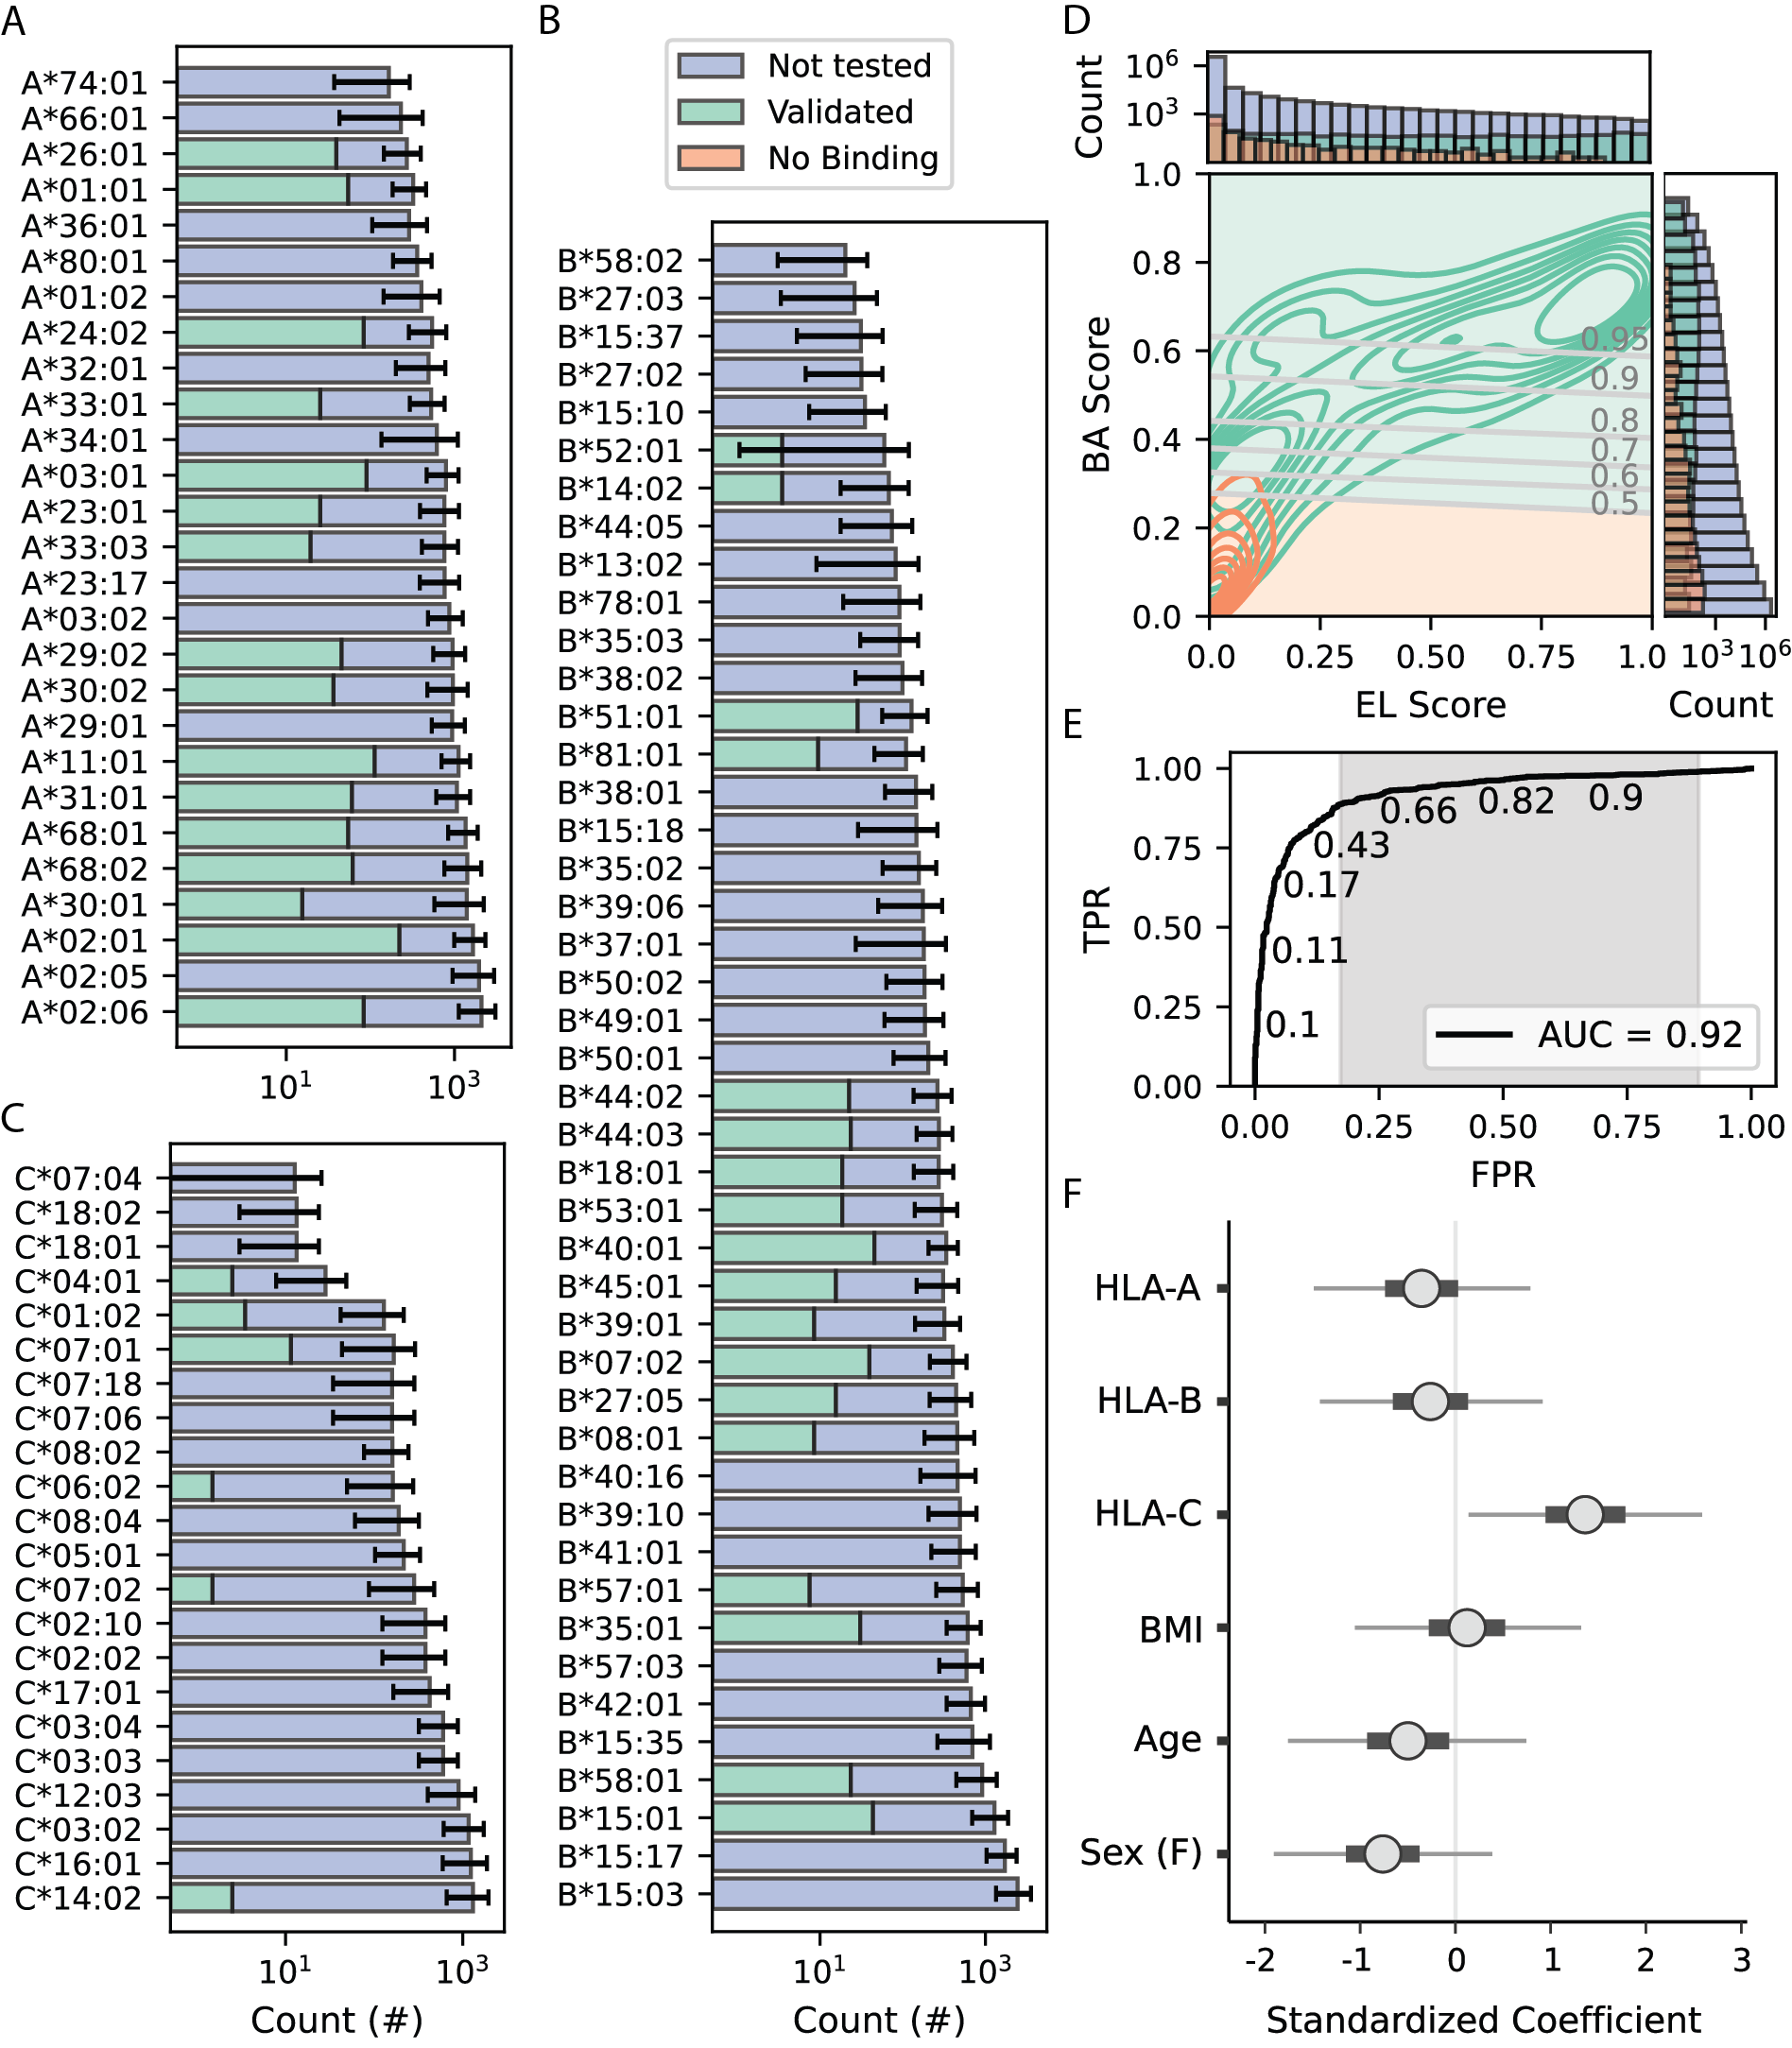 A
A*74:01
A*66:01
A*26:01
A*01:01
A*36:01
A*80:01
A*01:02
A*24:02
A*32:01
A*33:01
A*34:01
A*03:01
A*23:01
A*33:03
A*23:17
A*03:02
A*29:02
A*30:02
A*29:01
A*11:01
A*31:01
A*68:01
A*68:02
A*30:01
A*02:01
A*02:05
A*02:06
10¹ 10³
C
C*07:04
C*18:02
C*18:01
C*04:01
C*01:02
C*07:01
C*07:18
C*07:06
C*08:02
C*06:02
C*08:04
C*05:01
C*07:02
C*02:10
C*02:02
C*17:01
C*03:04
C*03:03
C*12:03
C*03:02
C*16:01
C*14:02
10¹ 10³
Count (#)
B
Not tested
Validated
No Binding
B*58:02
B*27:03
B*15:37
B*27:02
B*15:10
B*52:01
B*14:02
B*44:05
B*13:02
B*78:01
B*35:03
B*38:02
B*51:01
B*81:01
B*38:01
B*15:18
B*35:02
B*39:06
B*37:01
B*50:02
B*49:01
B*50:01
B*44:02
B*44:03
B*18:01
B*53:01
B*40:01
B*45:01
B*39:01
B*07:02
B*27:05
B*08:01
B*40:16
B*39:10
B*41:01
B*57:01
B*35:01
B*57:03
B*42:01
B*15:35
B*58:01
B*15:01
B*15:17
B*15:03
10¹ 10³
Count (#)
D
Count
10⁶
10³
BA Score
1.0
0.8
0.6
0.4
0.2
0.0
0.95
0.9
0.8
0.7
0.6
0.5
0.0 0.25 0.50 0.75 1.0
EL Score
10³ 10⁶
Count
E
TPR
1.00
0.75
0.50
0.25
0.00
0.66 0.82 0.9
0.43
0.17
0.11
0.1
AUC = 0.92
0.00 0.25 0.50 0.75 1.00
FPR
F
HLA-A
HLA-B
HLA-C
BMI
Age
Sex (F)
-2 -1 0 1 2 3
Standardized Coefficient